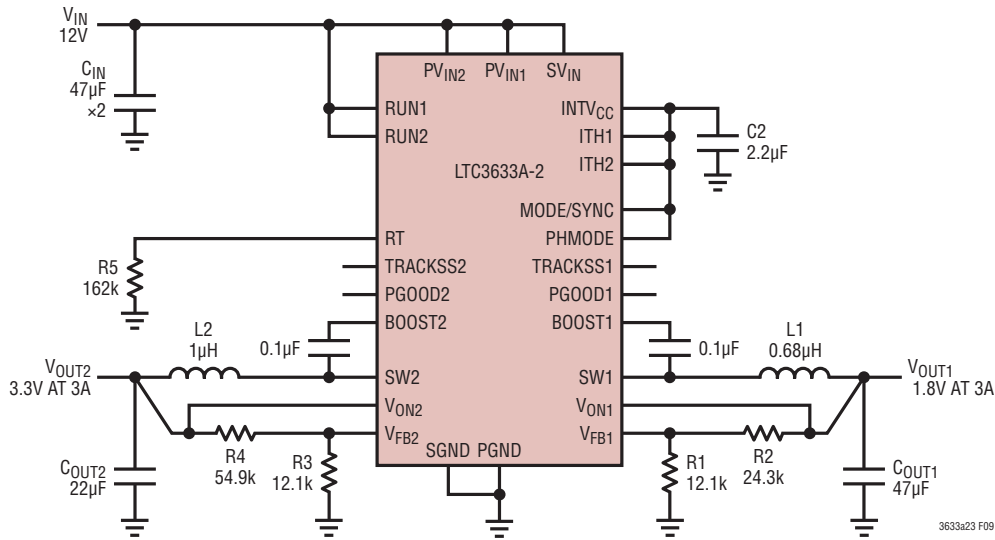 VIN
12V
CIN
47µF
×2
PVIN2
PVIN1
SVIN
RUN1
RUN2
LTC3633A-2
INTVCC
ITH1
ITH2
C2
2.2µF
MODE/SYNC
PHMODE
RT
R5
162k
TRACKSS2
TRACKSS1
PGOOD2
PGOOD1
BOOST2
BOOST1
L2
1µH
0.1µF
0.1µF
L1
0.68µH
VOUT2
3.3V AT 3A
SW2
SW1
VOUT1
1.8V AT 3A
VON2
VON1
VFB2
VFB1
R4
54.9k
R3
12.1k
SGND
PGND
R1
12.1k
R2
24.3k
COUT2
22µF
COUT1
47µF
3633a23 F09